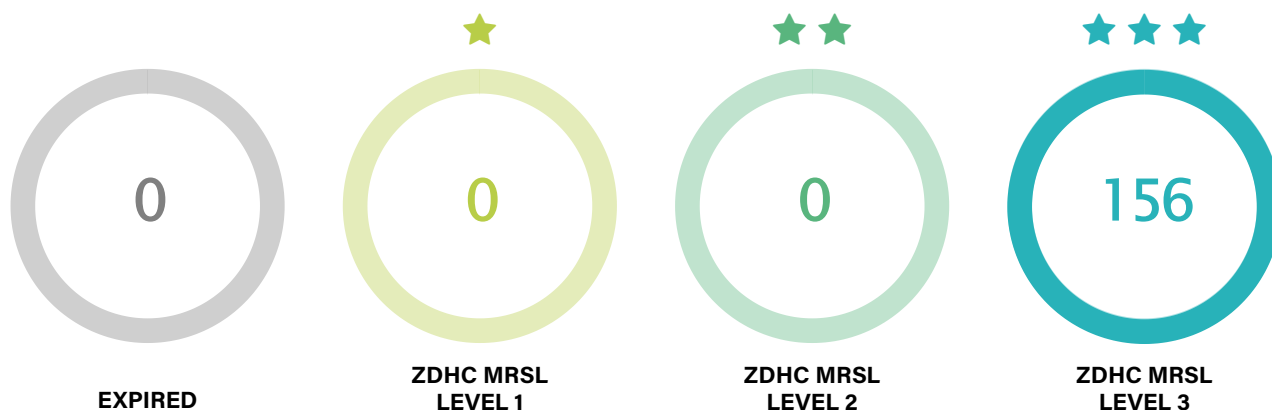 0
0
0
156
EXPIRED
ZDHC MRSL
LEVEL 1
ZDHC MRSL
LEVEL 2
ZDHC MRSL
LEVEL 3